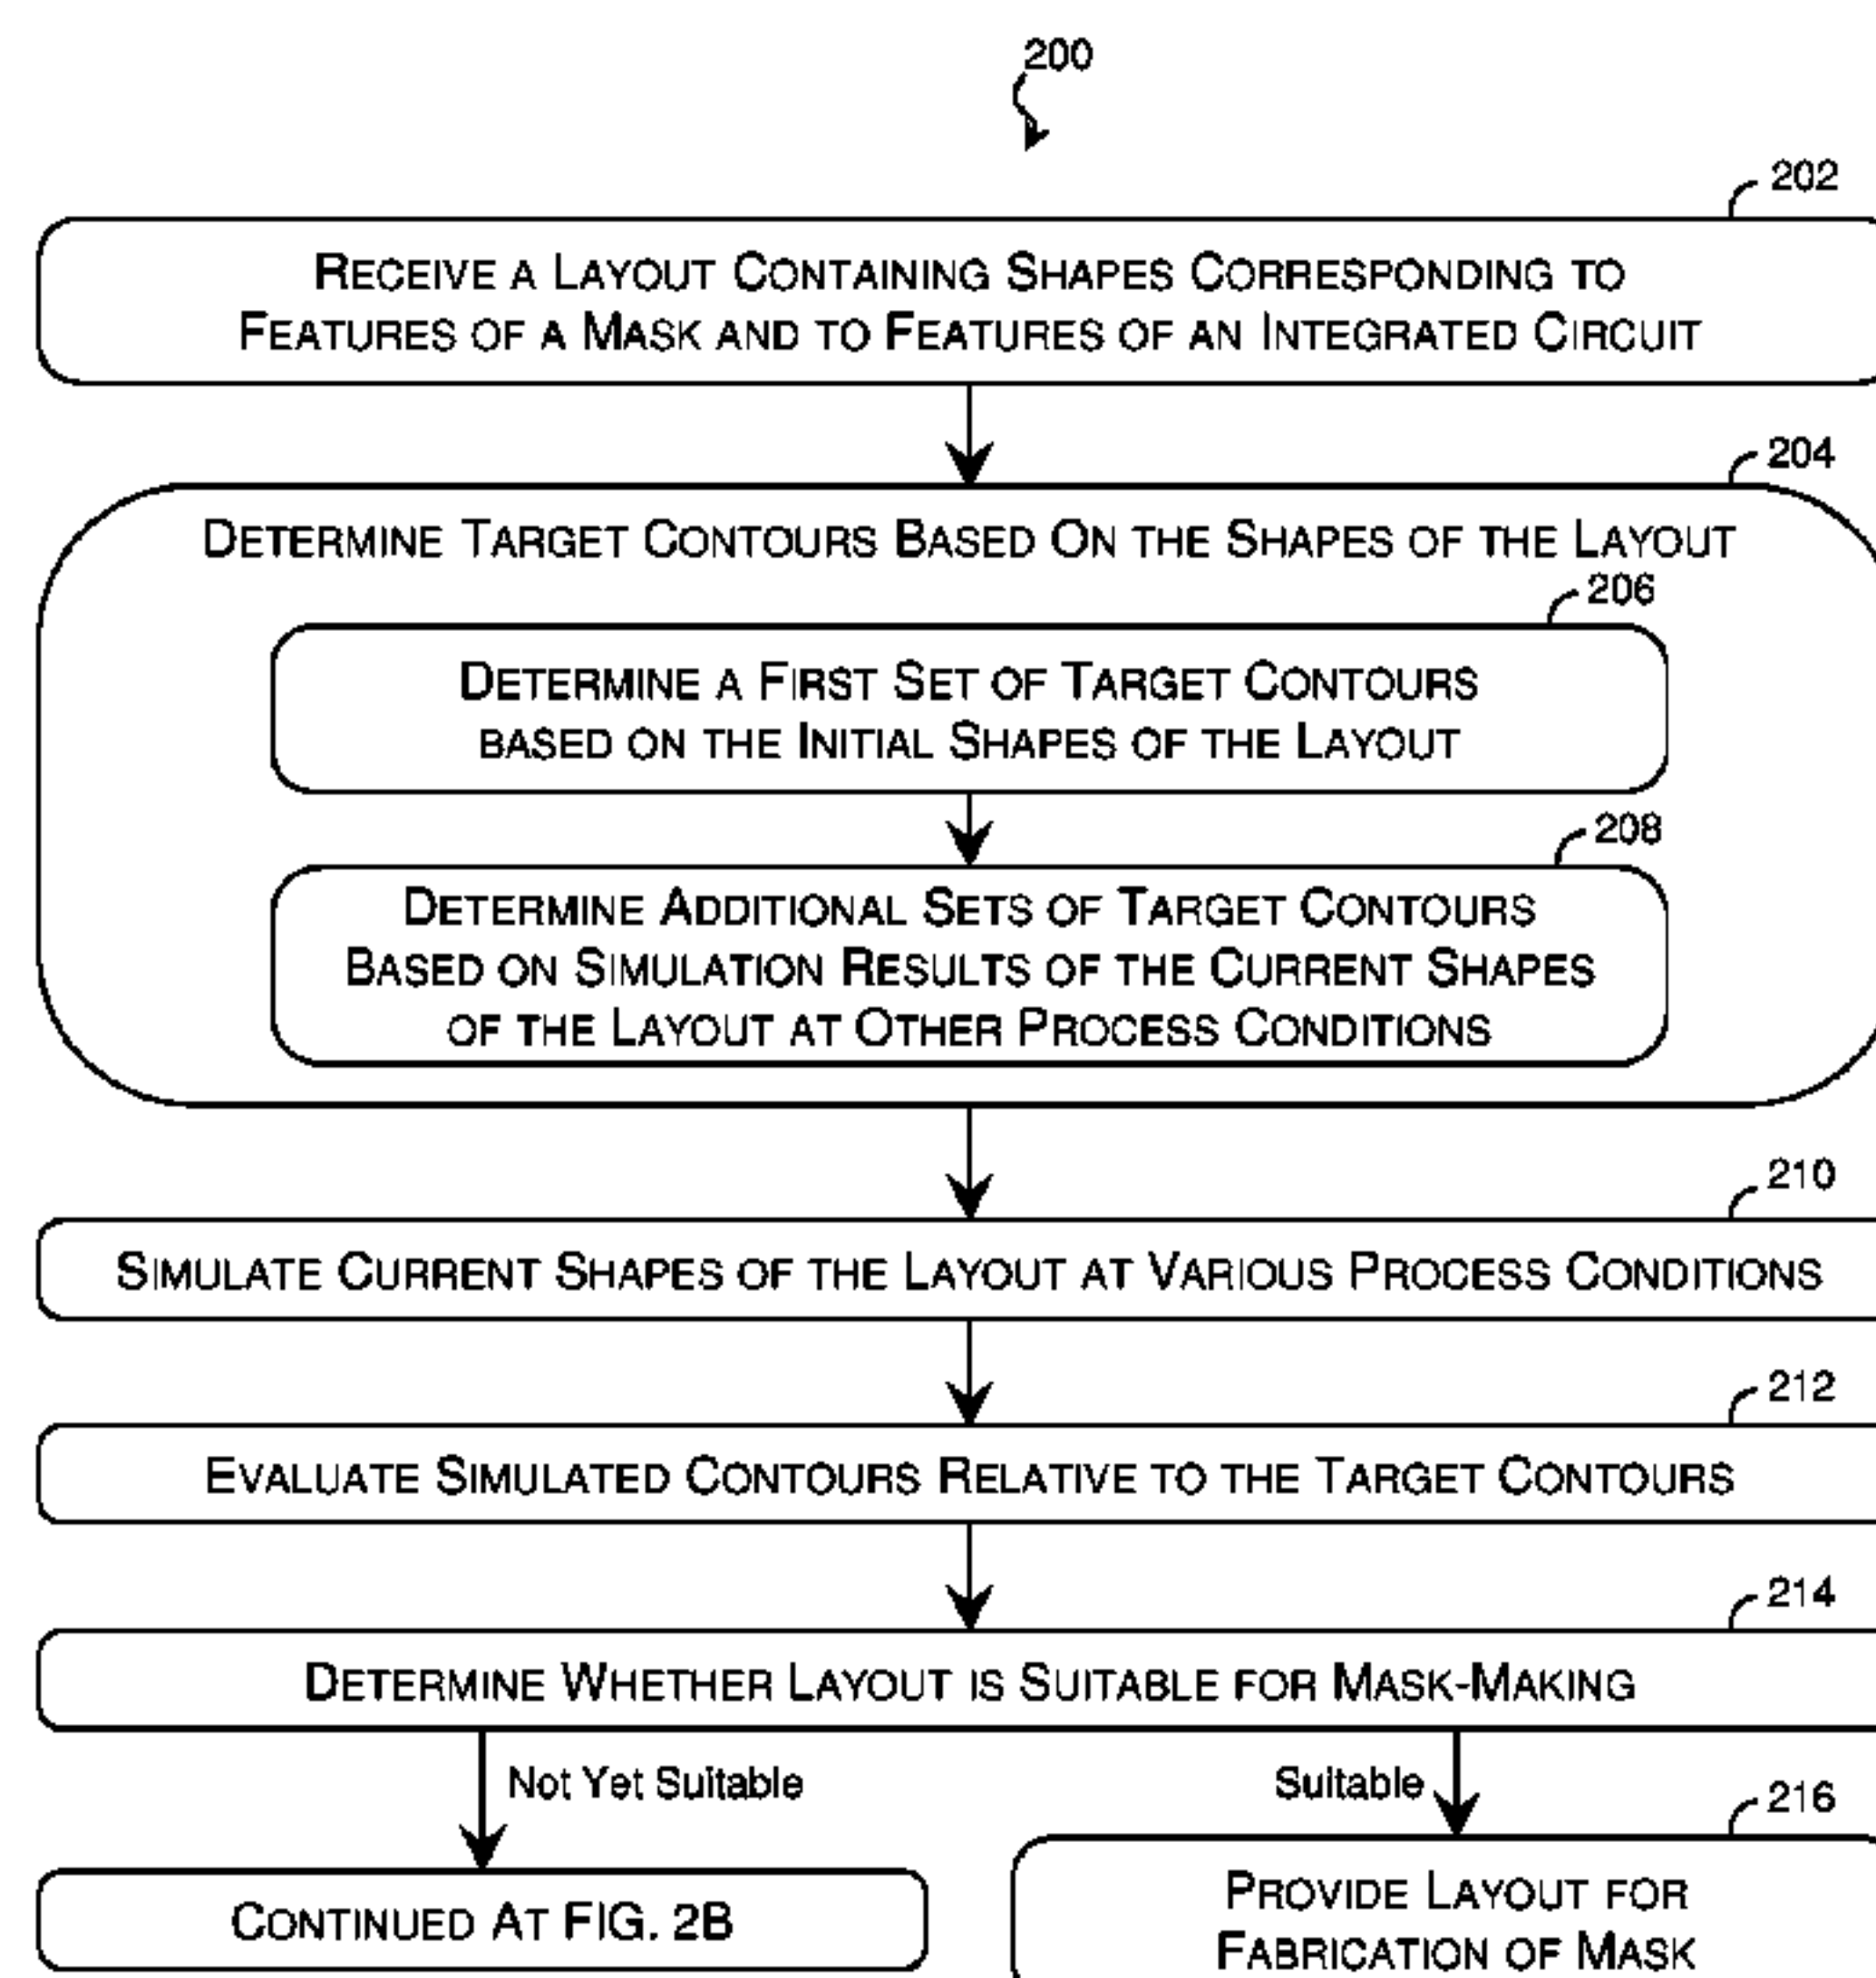 200
202
RECEIVE A LAYOUT CONTAINING SHAPES CORRESPONDING TO
FEATURES OF A MASK AND TO FEATURES OF AN INTEGRATED CIRCUIT
204
DETERMINE TARGET CONTOURS BASED ON THE SHAPES OF THE LAYOUT
206
DETERMINE A FIRST SET OF TARGET CONTOURS
BASED ON THE INITIAL SHAPES OF THE LAYOUT
208
DETERMINE ADDITIONAL SETS OF TARGET CONTOURS
BASED ON SIMULATION RESULTS OF THE CURRENT SHAPES
OF THE LAYOUT AT OTHER PROCESS CONDITIONS
210
SIMULATE CURRENT SHAPES OF THE LAYOUT AT VARIOUS PROCESS CONDITIONS
212
EVALUATE SIMULATED CONTOURS RELATIVE TO THE TARGET CONTOURS
214
DETERMINE WHETHER LAYOUT IS SUITABLE FOR MASK-MAKING
Not Yet Suitable
Suitable
216
CONTINUED AT FIG. 2B
PROVIDE LAYOUT FOR
FABRICATION OF MASK